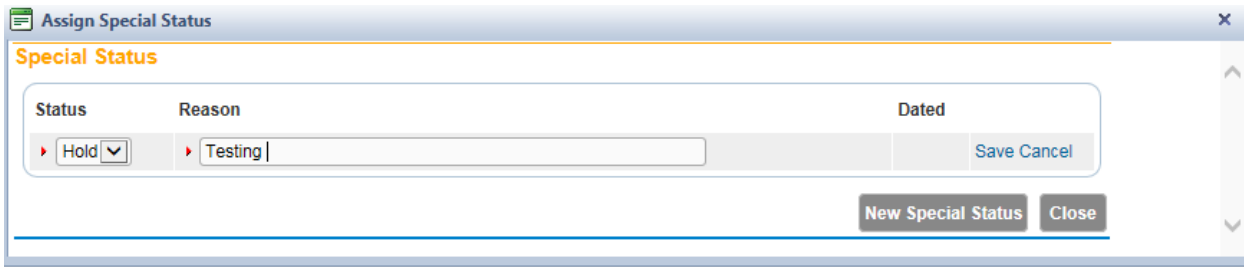 Assign Special Status
Special Status
Status Reason Dated
Hold Testing Save Cancel
New Special Status Close